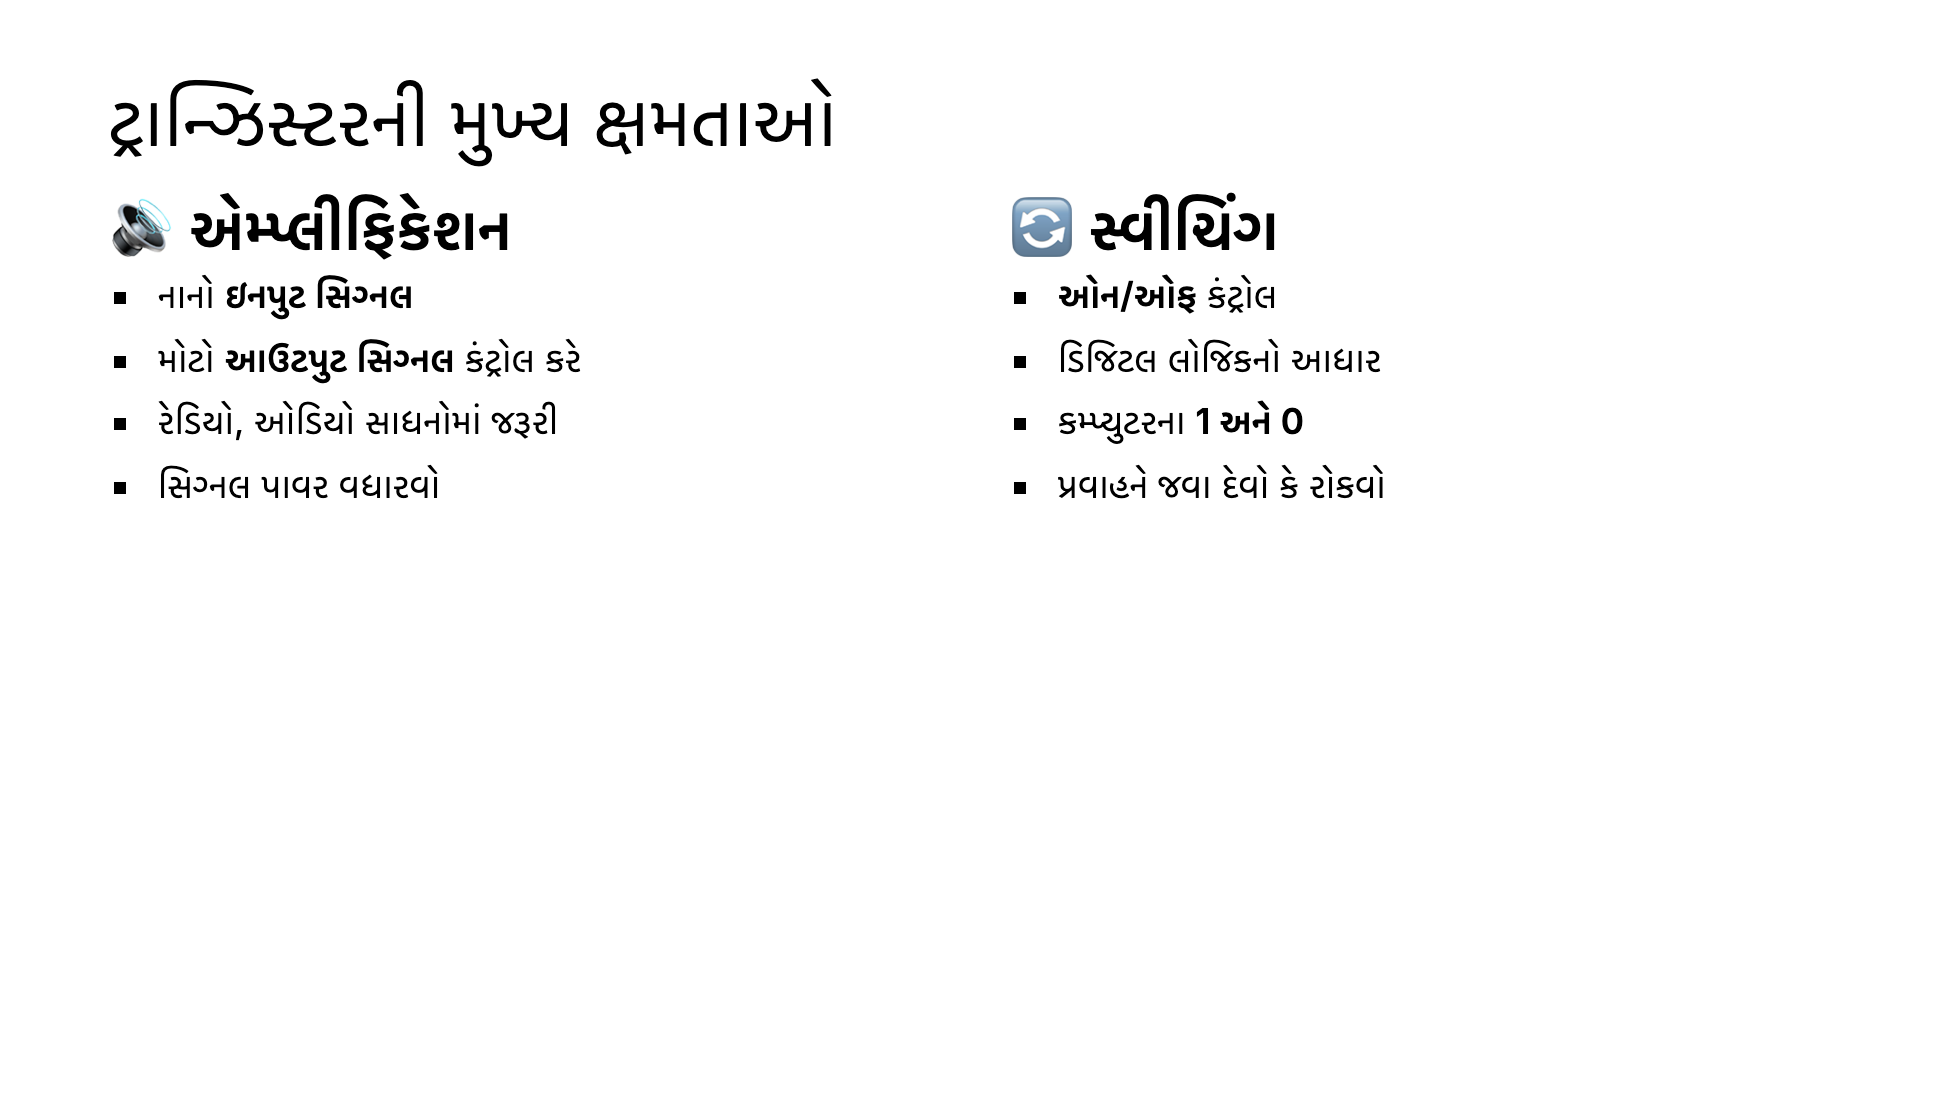 ટ્રાન્ઝિસ્ટરની મુખ્ય ક્ષમતાઓ
🔊 એમ્પ્લીફિકેશન
▪ નાનો ઇનપુટ સિગ્નલ
▪ મોટો આઉટપુટ સિગ્નલ કંટ્રોલ કરે
▪ રેડિયો, ઓડિયો સાધનોમાં જરૂરી
▪ સિગ્નલ પાવર વધારવો
🔄 સ્વીચિંગ
▪ ઓન/ઓફ કંટ્રોલ
▪ ડિજિટલ લોજિકનો આધાર
▪ કમ્પ્યુટરના 1 અને 0
▪ પ્રવાહને જવા દેવો કે રોકવો